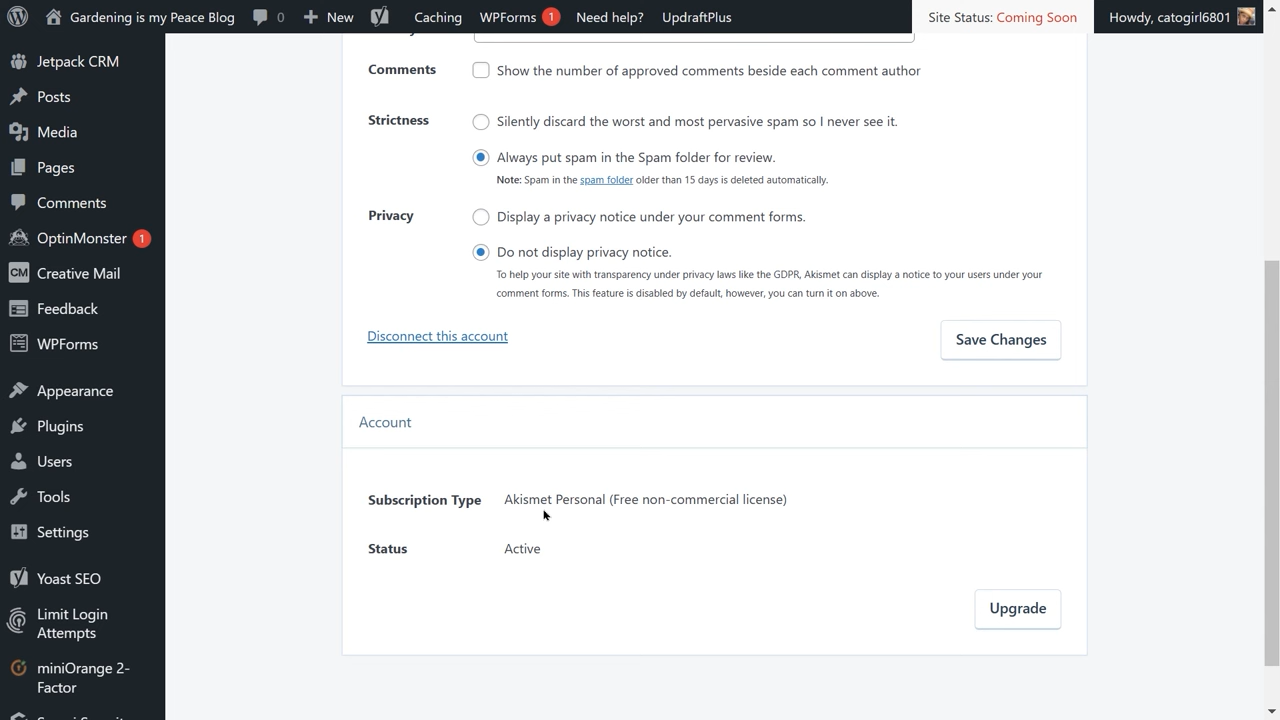 Gardening is my Peace Blog 0 New Caching WPForms 1 Need help? UpdraftPlus Site Status: Coming Soon Howdy, catogirl6801
Jetpack CRM
Posts
Media
Pages
Comments
OptinMonster 1
CM Creative Mail
Feedback
WPForms
Appearance
Plugins
Users
Tools
Settings
Yoast SEO
Limit Login
Attempts
miniOrange 2-
Factor
Comments Show the number of approved comments beside each comment author
Strictness Silently discard the worst and most pervasive spam so I never see it.
Always put spam in the Spam folder for review.
Note: Spam in the spam folder older than 15 days is deleted automatically.
Privacy Display a privacy notice under your comment forms.
Do not display privacy notice.
To help your site with transparency under privacy laws like the GDPR, Akismet can display a notice to your users under your
comment forms. This feature is disabled by default, however, you can turn it on above.
Disconnect this account Save Changes
Account
Subscription Type Akismet Personal (Free non-commercial license)
Status Active
Upgrade